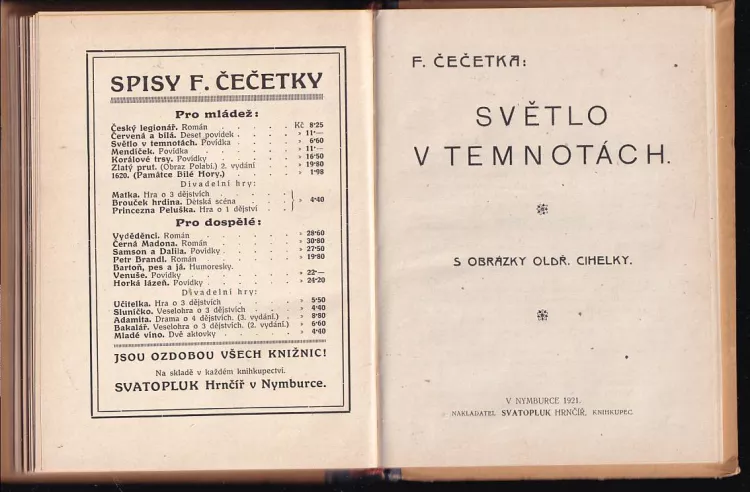 SPISY F. ČEČETKY
Pro mládež:
Český legionář. Román . . . . . Kč 8·25
Červená a bílá. Deset povídek . . . . » 11·—
Světlo v temnotách. Povídka . . . . » 6·60
Mendíček. Povídka . . . . . » 11·—
Korálové trsy. Povídky . . . . . » 16·50
Zlatý prut. (Obraz Polabí.) 2. vydání . . . » 19·80
1620. (Památce Bílé Hory.) . . . . » 1·98
Divadelní hry:
Matka. Hra o 3 dějstvích . . . . .
Brouček hrdina. Dětská scéna . . . . » 4·40
Princezna Peluška. Hra o 1 dějství . . . .
Pro dospělé:
Vyděděnci. Román . . . . . » 28·60
Černá Madona. Román . . . . . » 30·80
Samson a Dalila. Povídky . . . . . » 27·50
Petr Brandl. Román . . . . . » 19·80
Bartoň, pes a já. Humoresky.
Venuše. Povídky . . . . . » 22·—
Horká lázeň. Povídky . . . . . » 24·20
Divadelní hry:
Učitelka. Hra o 3 dějstvích . . . . » 5·50
Sluníčko. Veselohra o 3 dějstvích . . . » 4·40
Adamita. Drama o 4 dějstvích. (3. vydání.) . . » 8·80
Bakalář. Veselohra o 3 dějstvích. (2. vydání.) . . » 6·60
Mladé víno. Dvě aktovky . . . . . » 4·40
JSOU OZDOBOU VŠECH KNIŽNIC!
Na skladě v každém knihkupectví.
SVATOPLUK Hrnčíř v Nymburce.
F. ČEČETKA:
SVĚTLO
V TEMNOTÁCH.
S OBRÁZKY OLDŘ. CIHELKY.
V NYMBURCE 1921.
NAKLADATEL SVATOPLUK HRNČÍŘ, KNIHKUPEC.